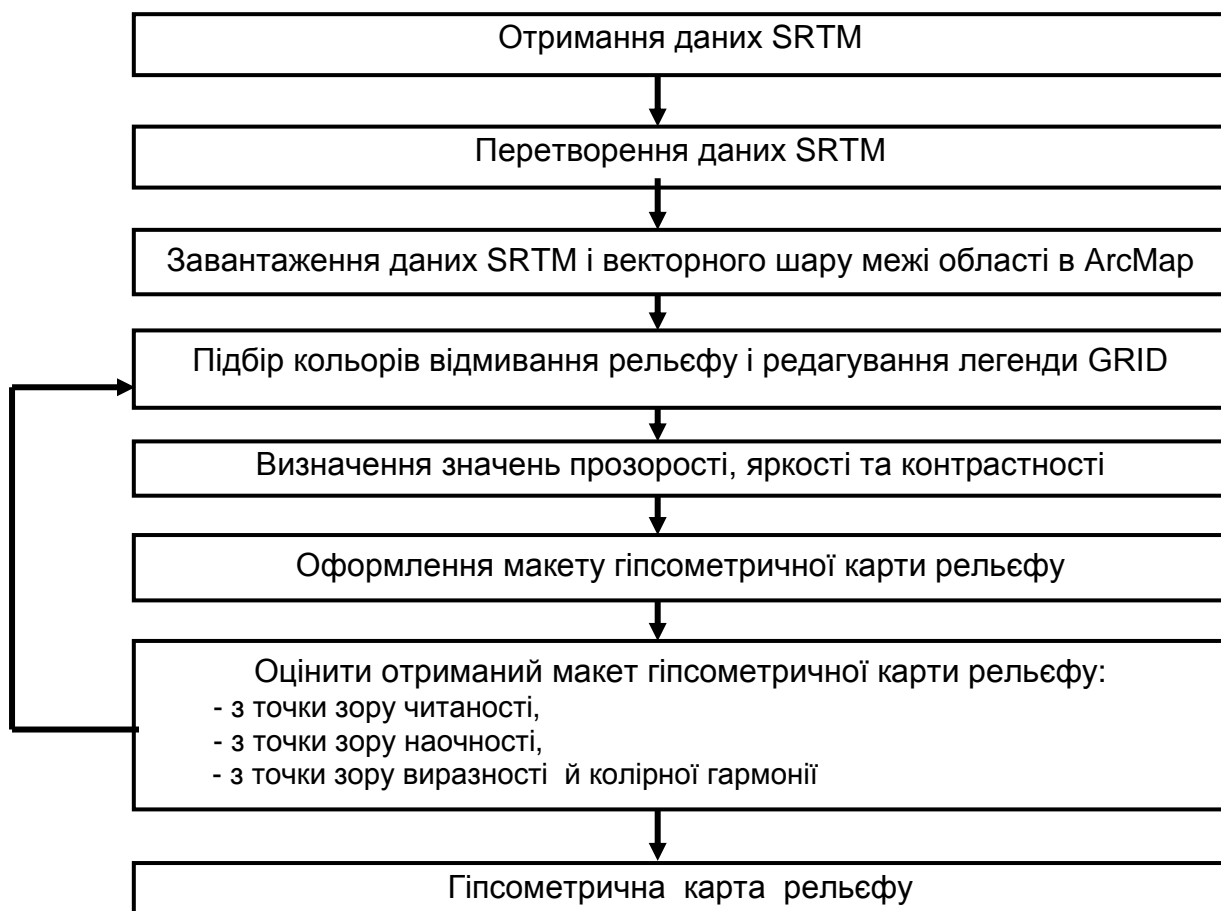 Отримання даних SRTM
Перетворення даних SRTM
Завантаження даних SRTM і векторного шару межі області в ArcMap
Підбір кольорів відмивання рельєфу і редагування легенди GRID
Визначення значень прозорості, яркості та контрастності
Оформлення макету гіпсометричної карти рельєфу
Оцінити отриманий макет гіпсометричної карти рельєфу:
- з точки зору читаності,
- з точки зору наочності,
- з точки зору виразності й колірної гармонії
Гіпсометрична карта рельєфу